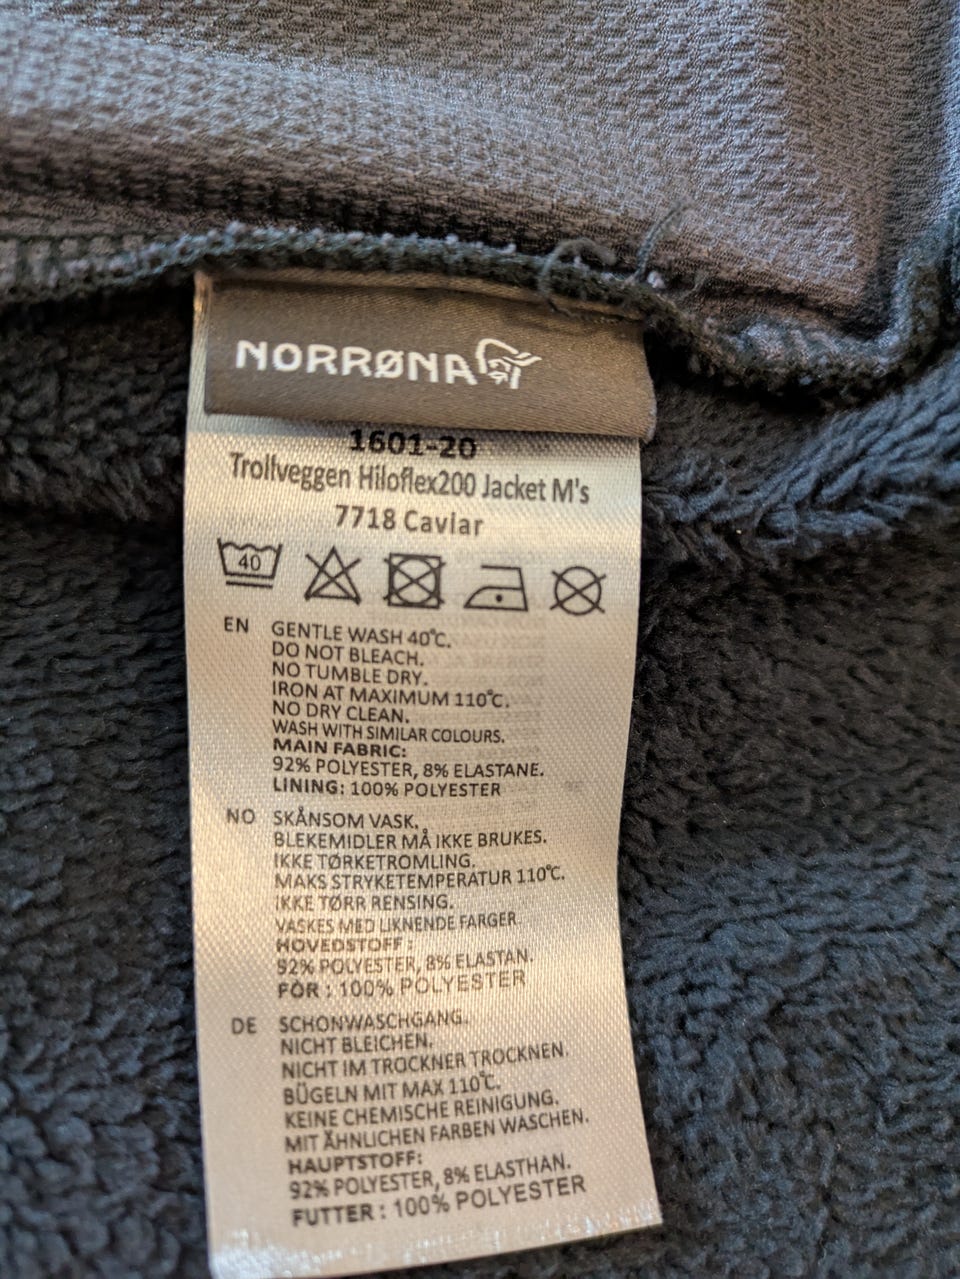 NORRØNA
1601-20
Trollveggen Hiloflex200 Jacket M's
7718 Caviar
40
EN GENTLE WASH 40°C.
DO NOT BLEACH.
NO TUMBLE DRY.
IRON AT MAXIMUM 110°C.
NO DRY CLEAN.
WASH WITH SIMILAR COLOURS.
MAIN FABRIC:
92% POLYESTER, 8% ELASTANE.
LINING: 100% POLYESTER
NO SKÅNSOM VASK.
BLEKEMIDLER MÅ IKKE BRUKES.
IKKE TØRKETROMLING.
MAKS STRYKETEMPERATUR 110°C.
IKKE TØRR RENSING.
VASKES MED LIKNENDE FARGER.
HOVEDSTOFF :
92% POLYESTER, 8% ELASTAN.
FÒR : 100% POLYESTER
DE SCHONWASCHGANG.
NICHT BLEICHEN.
NICHT IM TROCKNER TROCKNEN.
BÜGELN MIT MAX 110°C.
KEINE CHEMISCHE REINIGUNG.
MIT ÄHNLICHEN FARBEN WASCHEN.
HAUPTSTOFF:
92% POLYESTER, 8% ELASTHAN.
FUTTER : 100% POLYESTER